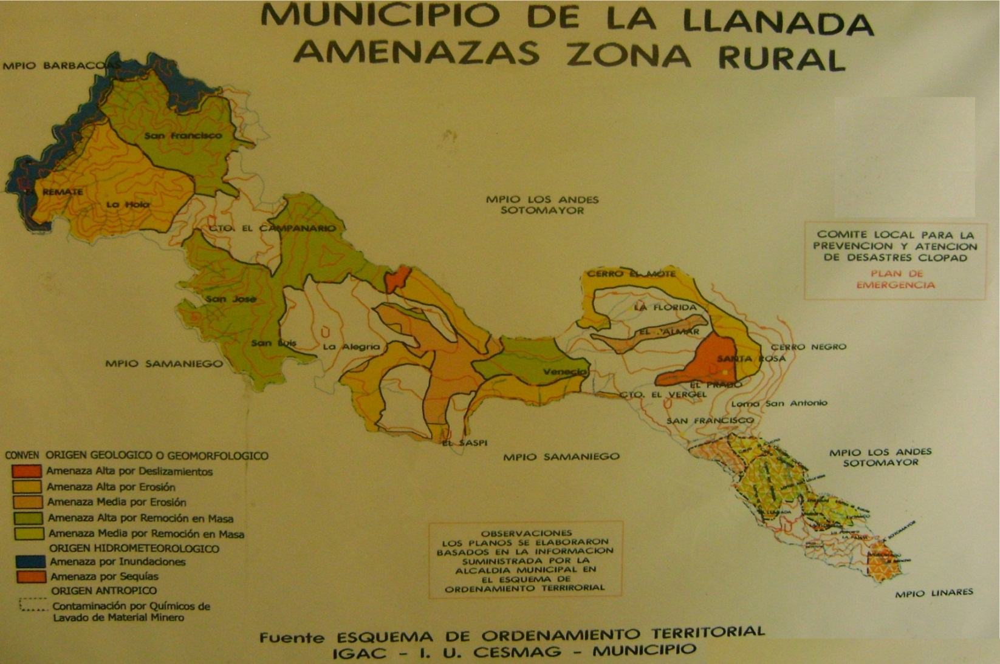 MUNICIPIO DE LA LLANADA
AMENAZAS ZONA RURAL
MPIO BARBACOAS
San Francisco
EL REMATE
La Hola
MPIO LOS ANDES
SOTOMAYOR
CTO. EL CAMPANARIO
COMITE LOCAL PARA LA
PREVENCION Y ATENCION
DE DESASTRES CLOPAD
PLAN DE
EMERGENCIA
CERRO EL MOTE
San Jose
LA FLORIDA
EL PALMAR
San Luis
La Alegria
CERRO NEGRO
SANTA ROSA
MPIO SAMANIEGO
Venecia
EL PRADO
CTO. EL VERGEL
Loma San Antonio
SAN FRANCISCO
EL SASPI
MPIO SAMANIEGO
MPIO LOS ANDES
SOTOMAYOR
LA LLANADA
SOTOMAYOR
MPIO LINARES
CONVEN ORIGEN GEOLOGICO O GEOMORFOLOGICO
Amenaza Alta por Deslizamientos
Amenaza Alta por Erosión
Amenaza Media por Erosión
Amenaza Alta por Remoción en Masa
Amenaza Media por Remoción en Masa
ORIGEN HIDROMETEOROLOGICO
Amenaza por Inundaciones
Amenaza por Sequías
ORIGEN ANTROPICO
Contaminación por Químicos de
Lavado de Material Minero
OBSERVACIONES
LOS PLANOS SE ELABORARON
BASADOS EN LA INFORMACION
SUMINISTRADA POR LA
ALCALDIA MUNICIPAL EN
EL ESQUEMA DE
ORDENAMIENTO TERRIRORIAL
Fuente ESQUEMA DE ORDENAMIENTO TERRITORIAL
IGAC - I. U. CESMAG - MUNICIPIO